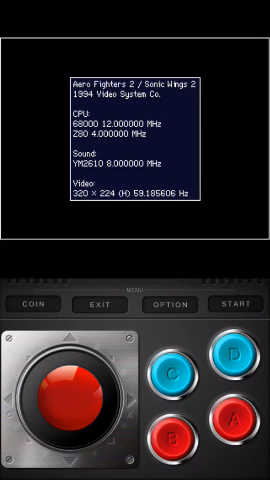 Aero Fighters 2 / Sonic Wings 2
1994 Video System Co.
CPU:
68000 12.000000 MHz
Z80 4.000000 MHz
Sound:
YM2610 8.000000 MHz
Video:
320 × 224 (H) 59.185606 Hz
MENU
COIN EXIT OPTION START
D
C
A
B